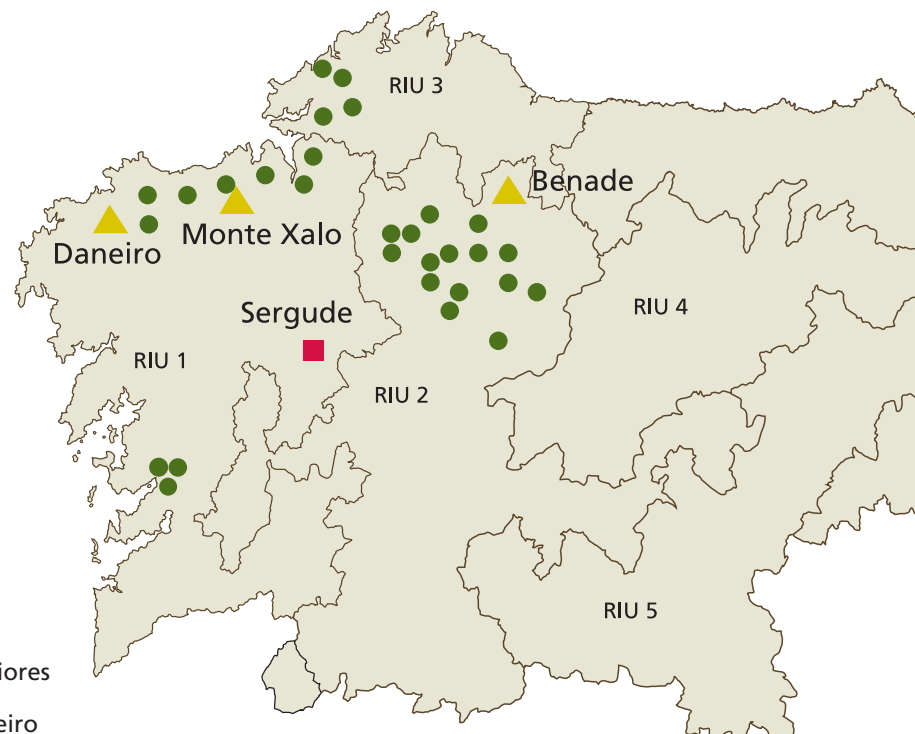 RIU 3
Benade
Monte Xalo
Daneiro
RIU 4
Sergude
RIU 1
RIU 2
RIU 5
iores
eiro